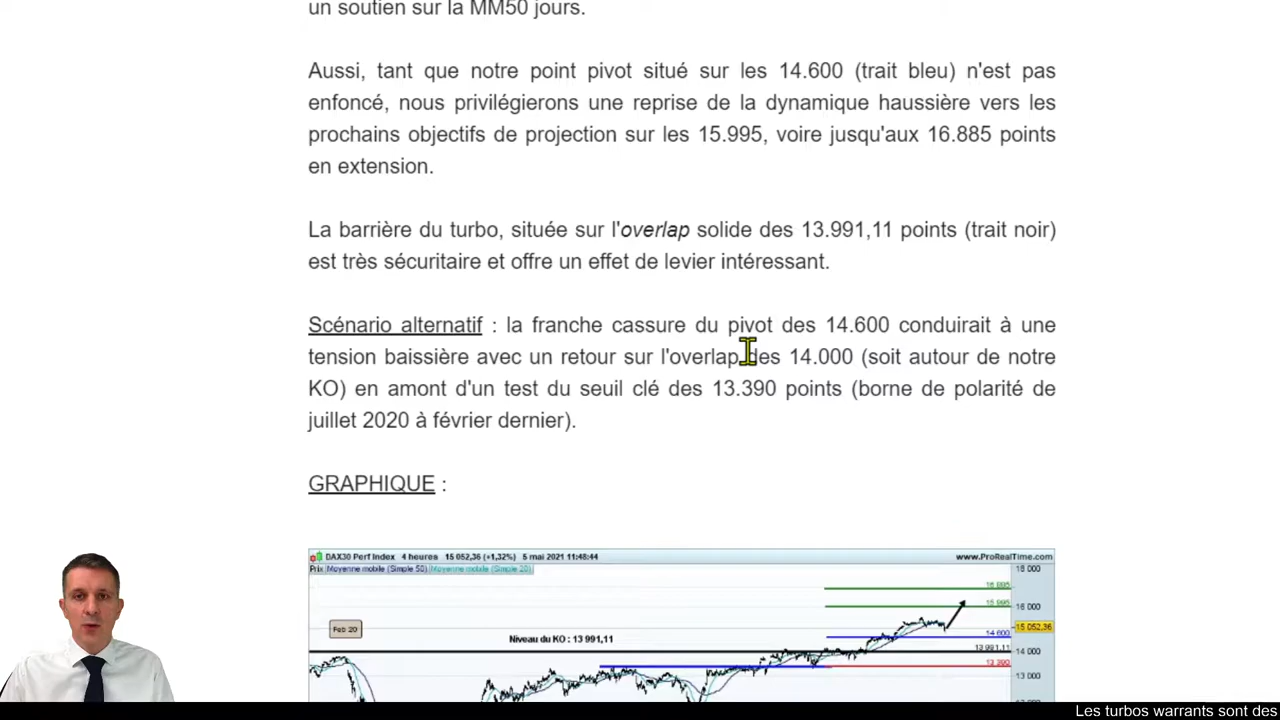 un soutien sur la MM50 jours.
Aussi, tant que notre point pivot situé sur les 14.600 (trait bleu) n'est pas
enfoncé, nous privilégierons une reprise de la dynamique haussière vers les
prochains objectifs de projection sur les 15.995, voire jusqu'aux 16.885 points
en extension.
La barrière du turbo, située sur l'overlap solide des 13.991,11 points (trait noir)
est très sécuritaire et offre un effet de levier intéressant.
Scénario alternatif : la franche cassure du pivot des 14.600 conduirait à une
tension baissière avec un retour sur l'overlap des 14.000 (soit autour de notre
KO) en amont d'un test du seuil clé des 13.390 points (borne de polarité de
juillet 2020 à février dernier).
GRAPHIQUE :
DAX30 Perf Index 4 heures 15 052,36 (+1,32%) 5 mai 2021 11:48:44 www.ProRealTime.com
Prix Moyenne mobile (Simple 50) Moyenne mobile (Simple 20)
18 000
15 995
16 000
Feb 20
15 052,36
14 600
Niveau du KO : 13 991,11
13 991,11
14 000
13 390
13 000
Les turbos warrants sont des